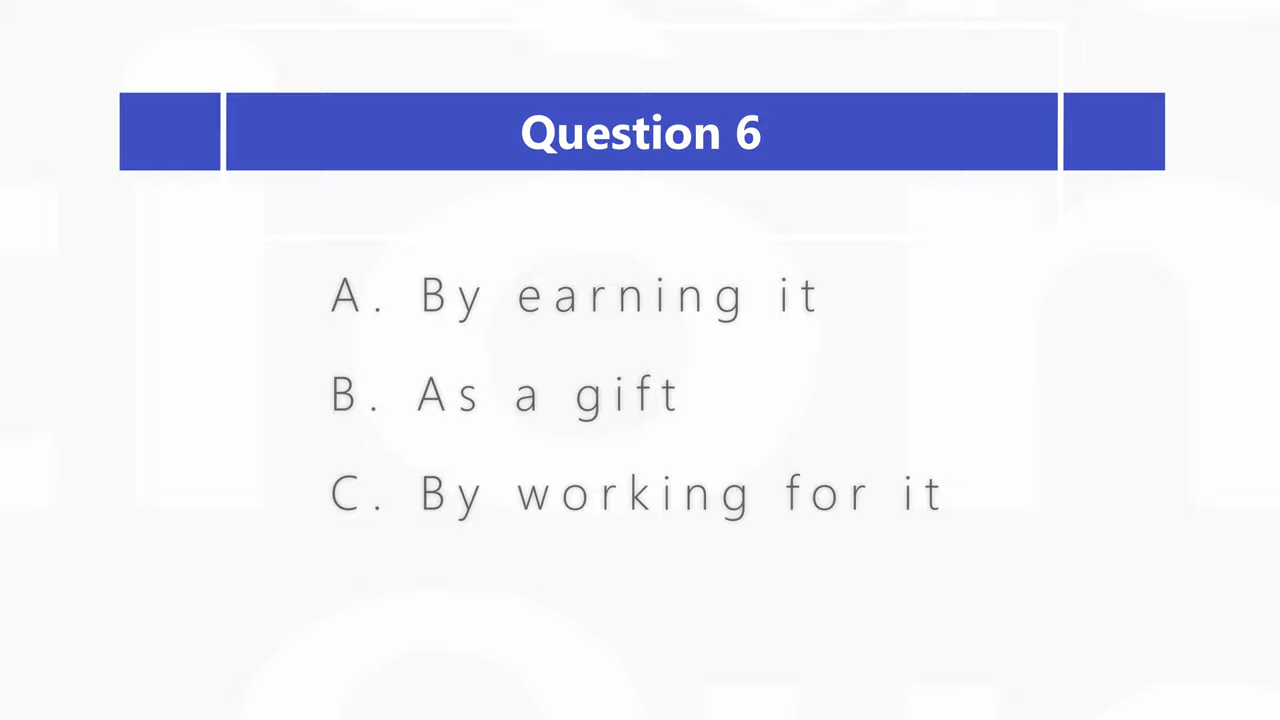 Question 6
A. By earning it
B. As a gift
C. By working for it